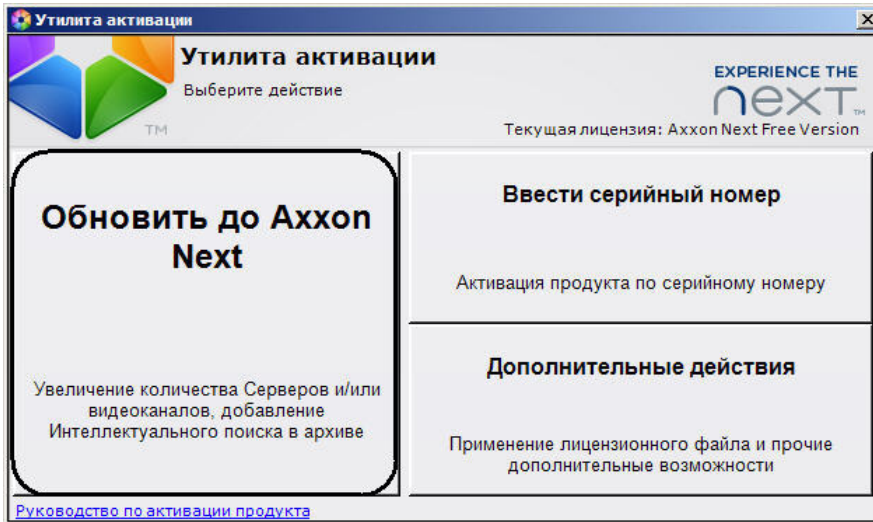 Утилита активации
Утилита активации
Выберите действие
TM
EXPERIENCE THE
next TM
Текущая лицензия: Axxon Next Free Version
Обновить до Axxon
Next
Увеличение количества Серверов и/или
видеоканалов, добавление
Интеллектуального поиска в архиве
Ввести серийный номер
Активация продукта по серийному номеру
Дополнительные действия
Применение лицензионного файла и прочие
дополнительные возможности
Руководство по активации продукта